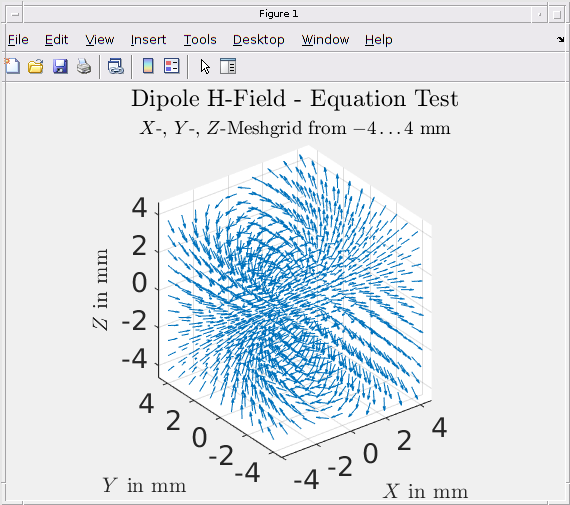 Figure 1
File Edit View Insert Tools Desktop Window Help
Dipole H-Field - Equation Test
X-, Y-, Z-Meshgrid from −4...4 mm
4
2
0
-2
-4
Z in mm
4
2
0
-2
-4
Y in mm
-4
-2
0
2
4
X in mm